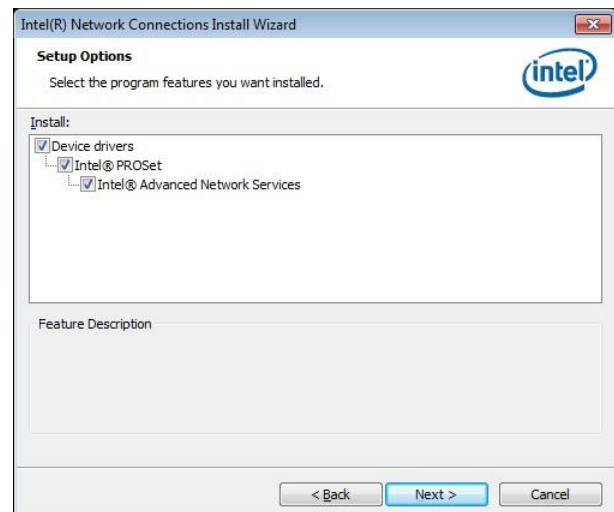 Intel(R) Network Connections Install Wizard
Setup Options
Select the program features you want installed.
intel
Install:
Device drivers
Intel® PROSet
Intel® Advanced Network Services
Feature Description
< Back
Next >
Cancel